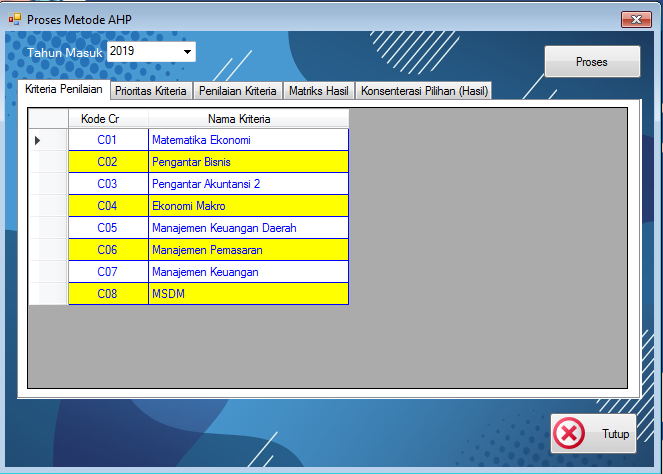 Proses Metode AHP
Tahun Masuk 2019
Proses
Kriteria Penilaian Prioritas Kriteria Penilaian Kriteria Matriks Hasil Konsenterasi Pilihan (Hasil)
Kode Cr Nama Kriteria
C01 Matematika Ekonomi
C02 Pengantar Bisnis
C03 Pengantar Akuntansi 2
C04 Ekonomi Makro
C05 Manajemen Keuangan Daerah
C06 Manajemen Pemasaran
C07 Manajemen Keuangan
C08 MSDM
Tutup